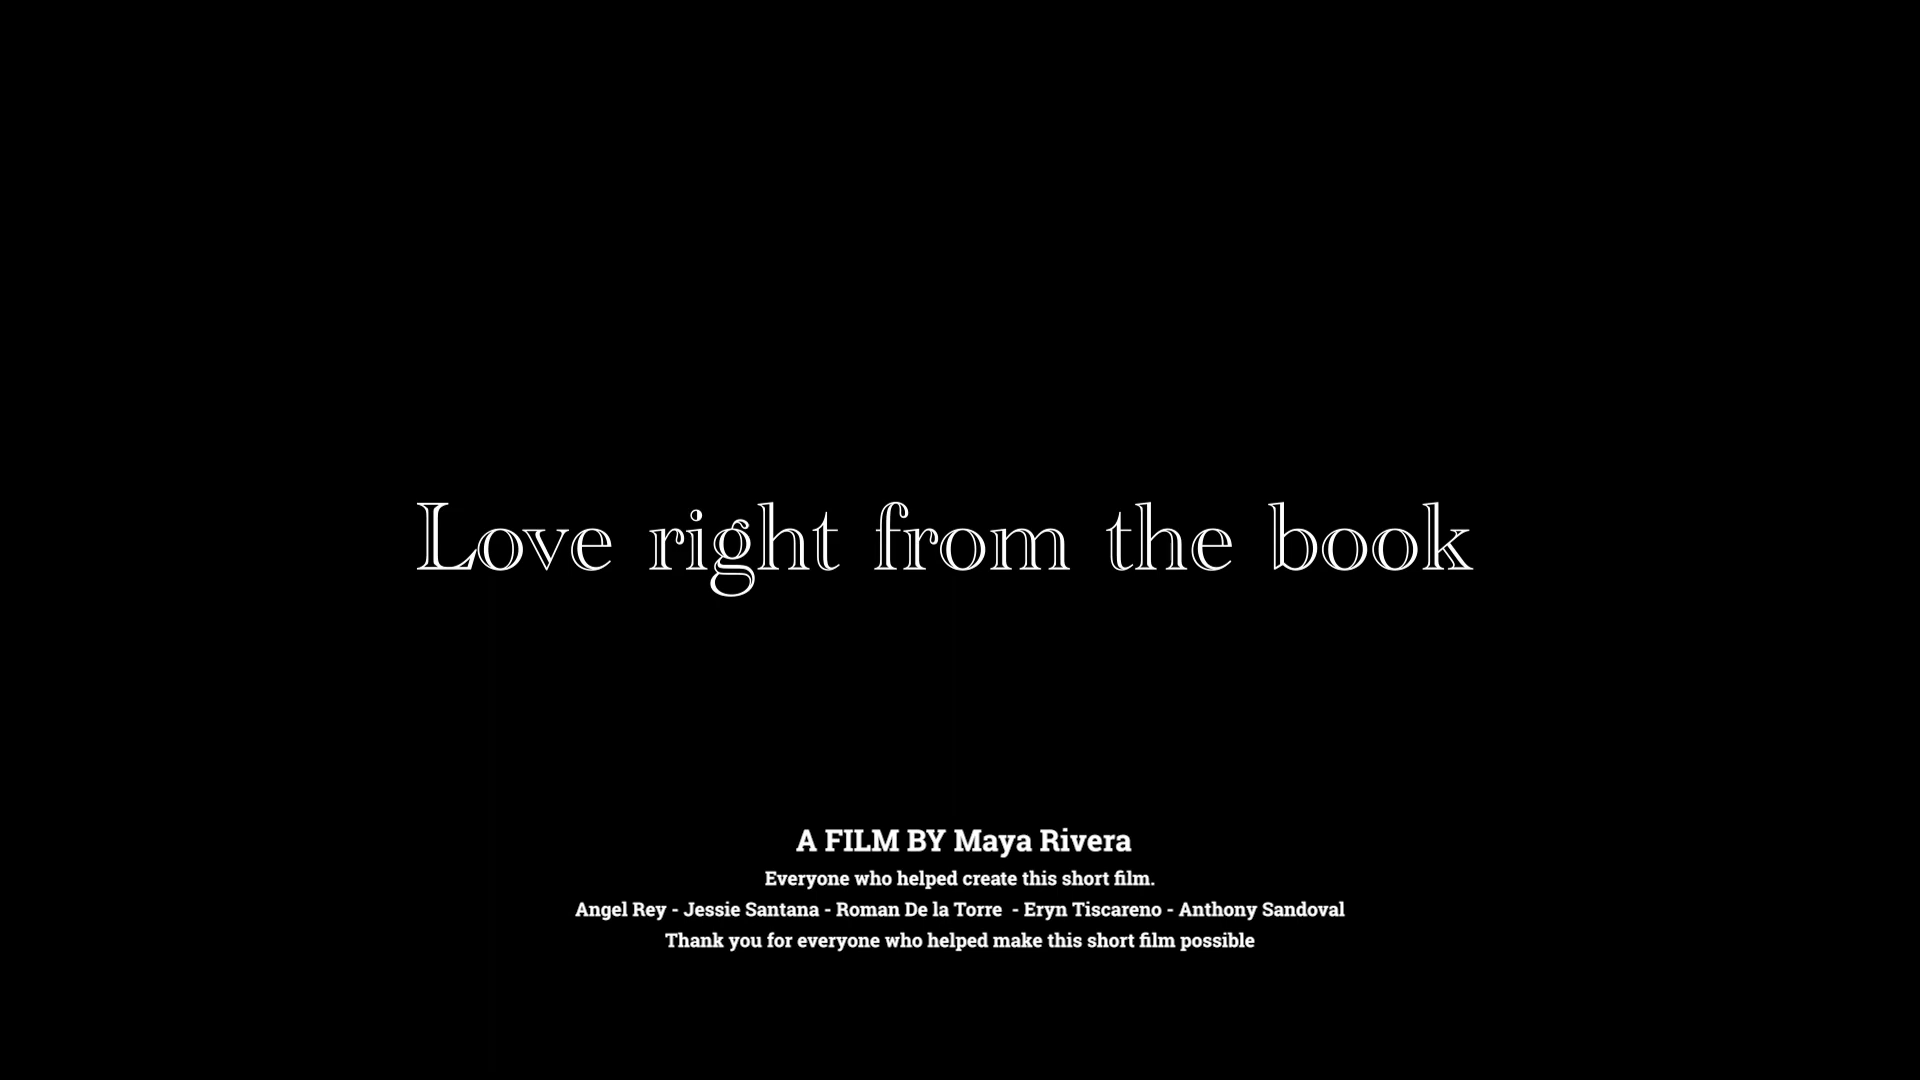 Love right from the book
A FILM BY Maya Rivera
Everyone who helped create this short film.
Angel Rey - Jessie Santana - Roman De la Torre  - Eryn Tiscareno - Anthony Sandoval
Thank you for everyone who helped make this short film possible